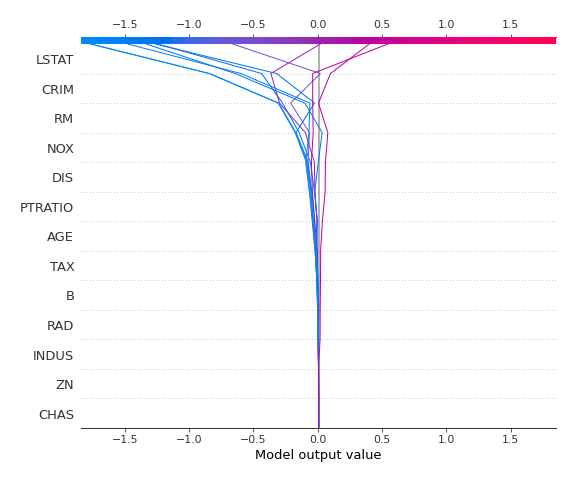 −1.5 −1.0 −0.5 0.0 0.5 1.0 1.5
LSTAT
CRIM
RM
NOX
DIS
PTRATIO
AGE
TAX
B
RAD
INDUS
ZN
CHAS
−1.5 −1.0 −0.5 0.0 0.5 1.0 1.5
Model output value